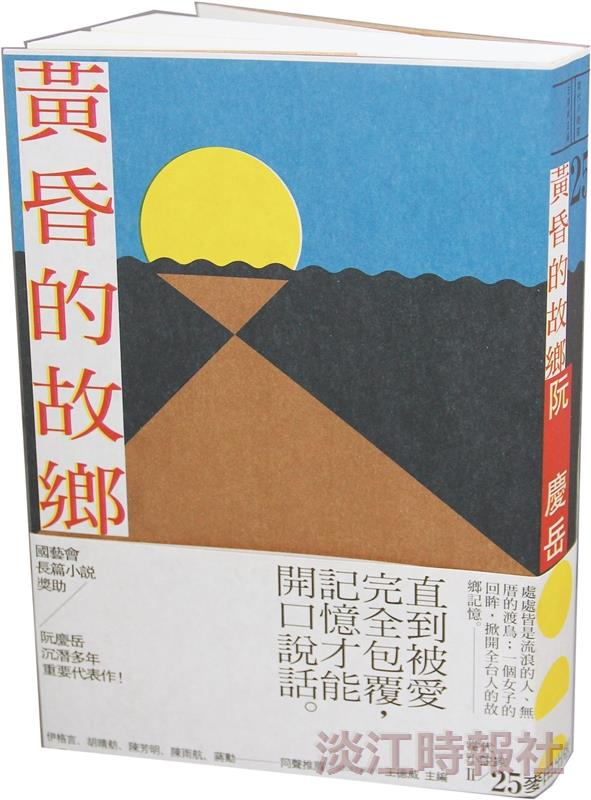 黃昏的故鄉
國藝會
長篇小說
獎助
阮慶岳
沉潛多年
重要代表作！
直到被愛
完全包覆，
記憶才能
開口說話。
處處皆是流浪的人、無
厝的渡鳥；一個女子的
回眸，掀開全台人的故
鄉記憶。
伊格言、胡晴舫、陳芳明、陳雨航、蔣勳——同聲推薦
王德威 主編
25
黃昏的故鄉
阮慶岳
II
25
麥田
淡江時報社